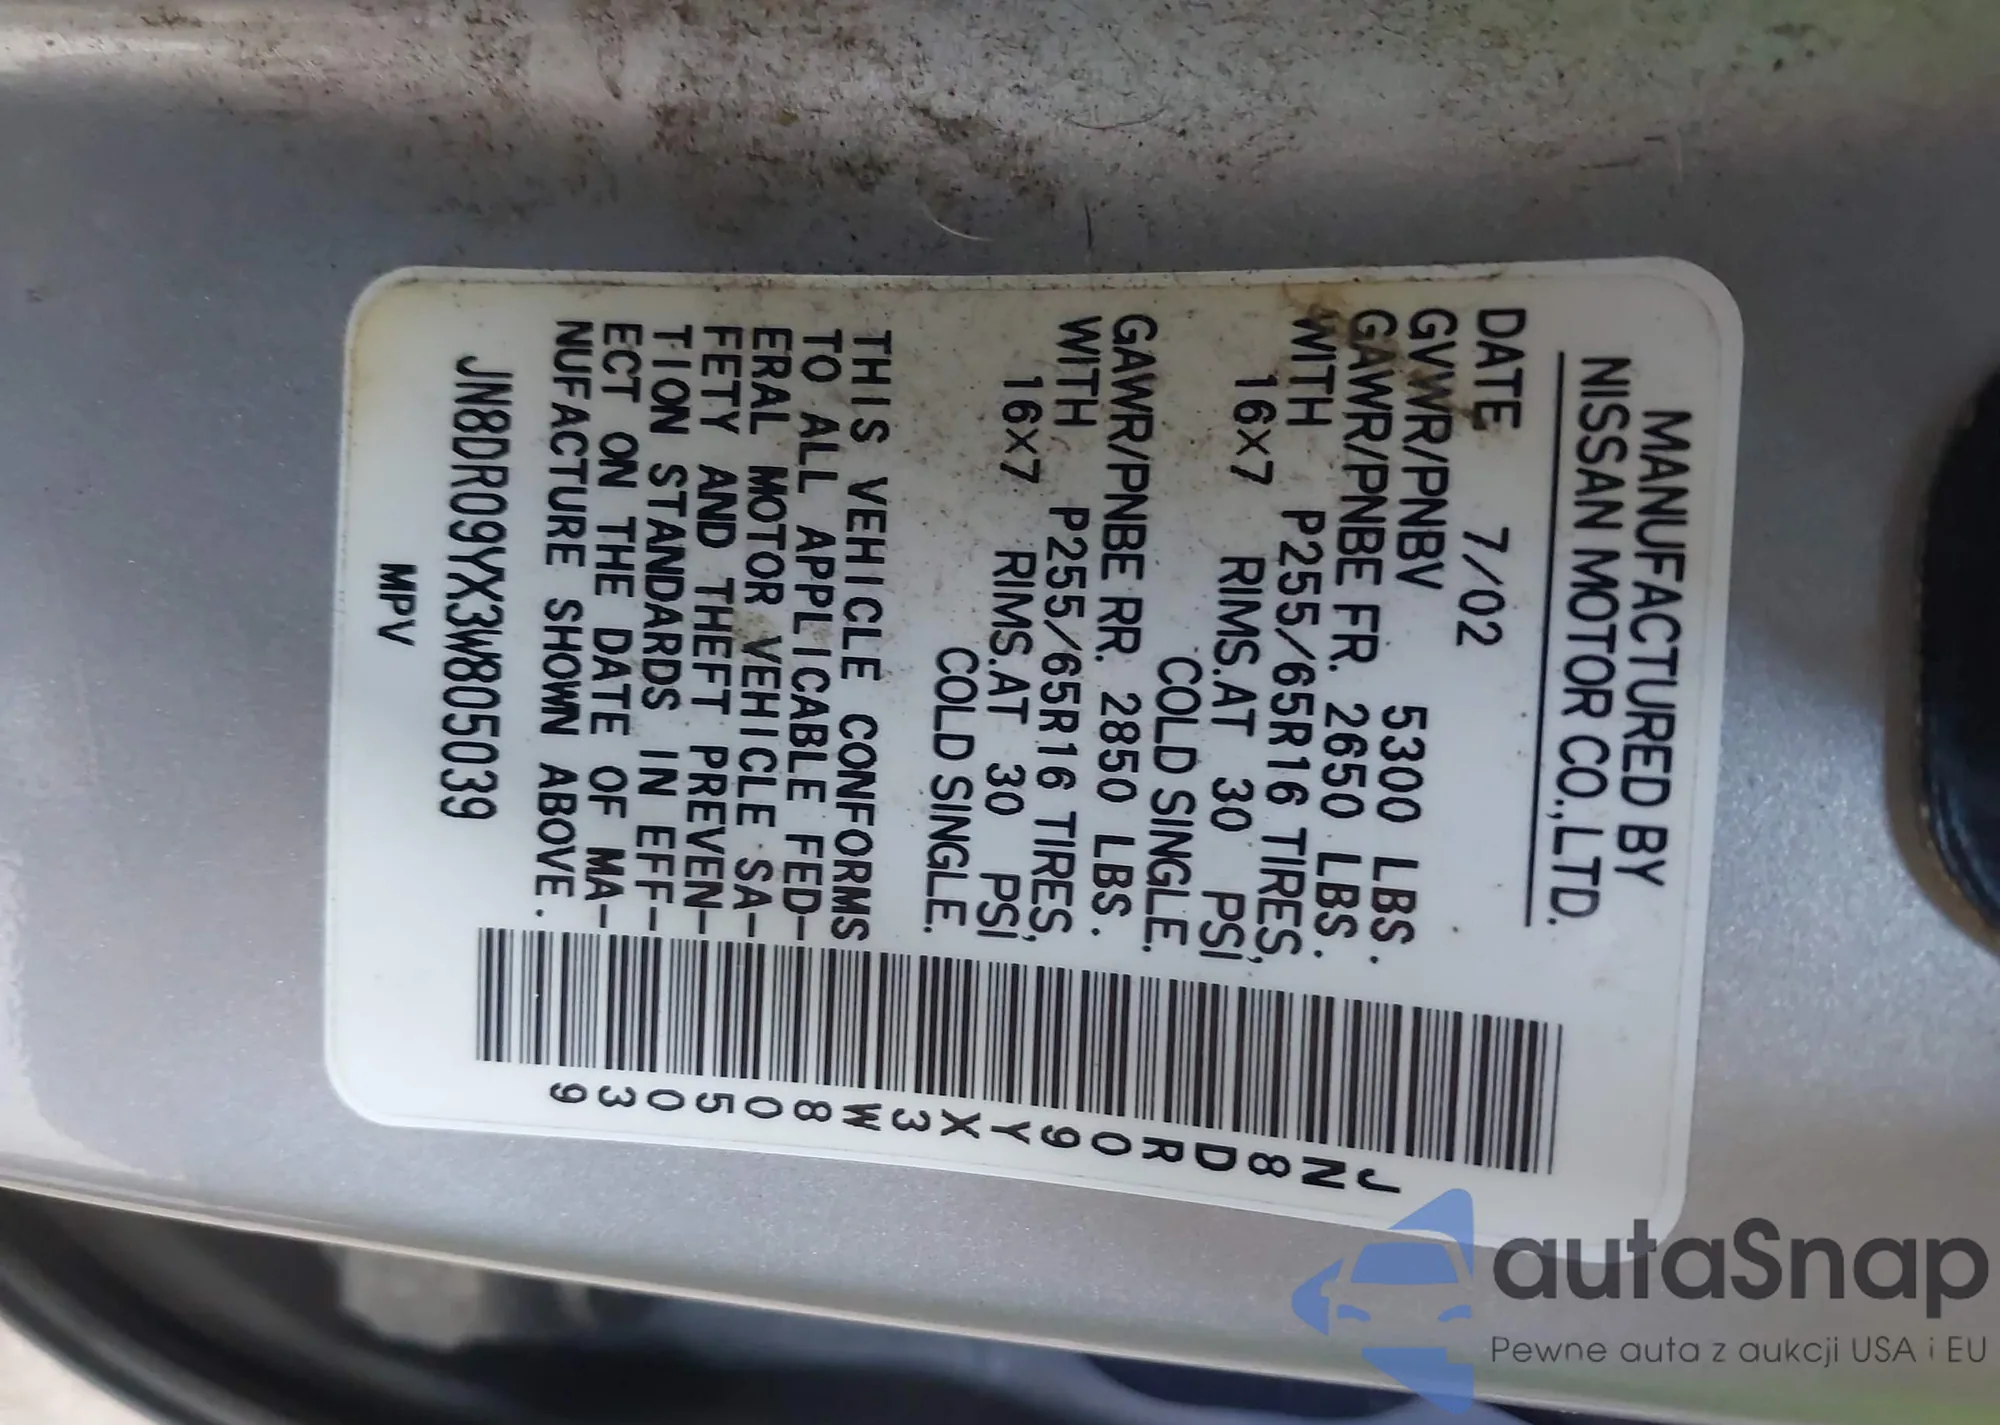 MANUFACTURED BY
NISSAN MOTOR CO.,LTD.
DATE 7/02
GVWR/PNBV 5300 LBS.
GAWR/PNBE FR. 2650 LBS.
WITH P255/65R16 TIRES,
16×7 RIMS.AT 30 PSI
COLD SINGLE.
GAWR/PNBE RR. 2850 LBS.
WITH P255/65R16 TIRES,
16×7 RIMS.AT 30 PSI
COLD SINGLE.
THIS VEHICLE CONFORMS
TO ALL APPLICABLE FED-
ERAL MOTOR VEHICLE SA-
FETY AND THEFT PREVEN-
TION STANDARDS IN EFF-
ECT ON THE DATE OF MA-
NUFACTURE SHOWN ABOVE.
JN8DR09YX3W805039
MPV
JN8DR09YX3W805039
autaSnap
Pewne auta z aukcji USA i EU